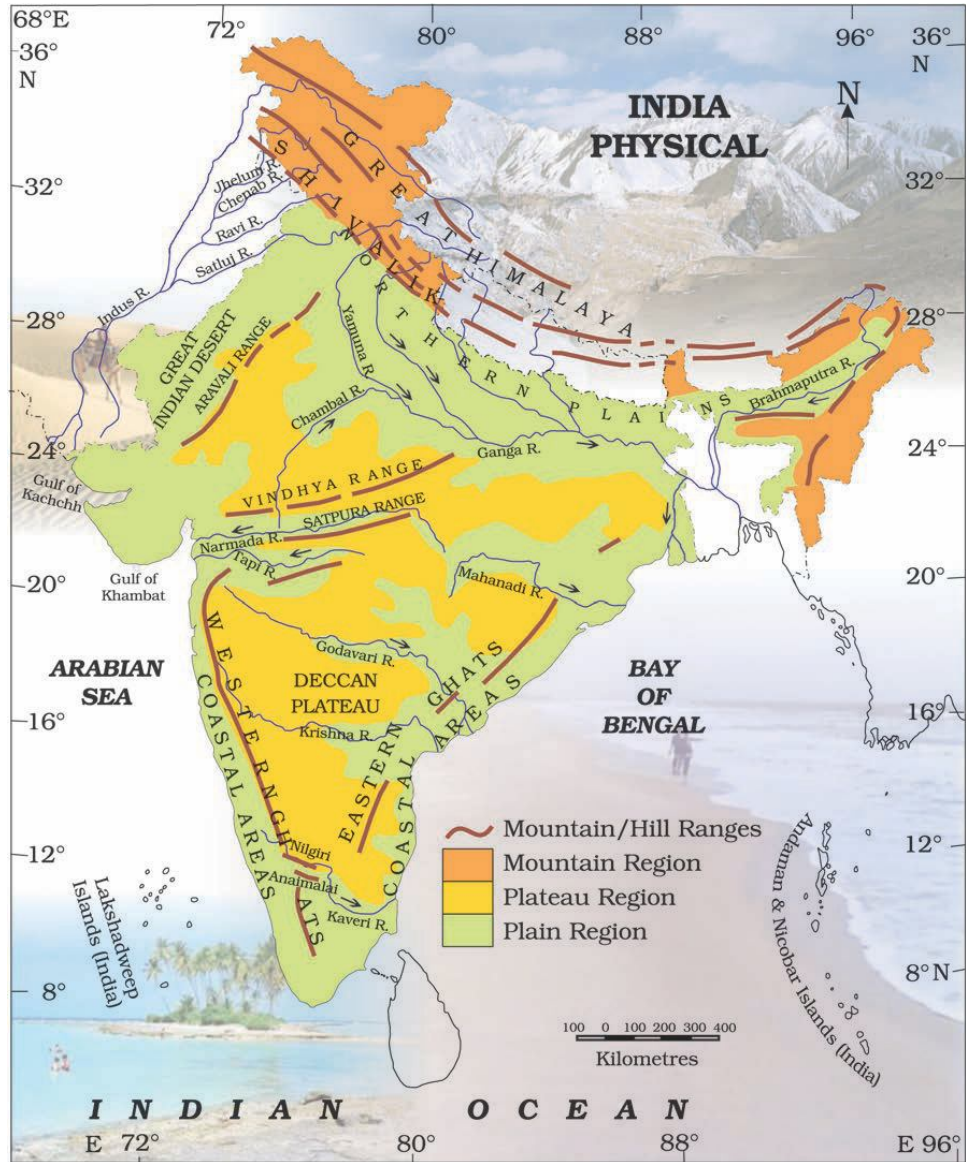 68°E
72°
80°
88°
96°
36°
N
36°
N
N
INDIA
PHYSICAL
32°
32°
28°
28°
24°
24°
20°
20°
16°
16°
12°
12°
8°
8° N
GREAT HIMALAYA
SHIVALIK
Jhelum R.
Chenab R.
Ravi R.
Satluj R.
Indus R.
NORTHERN PLAINS
GREAT
INDIAN DESERT
ARAVALI RANGE
Yamuna R.
Chambal R.
Ganga R.
Brahmaputra R.
Gulf of
Kachchh
VINDHYA RANGE
SATPURA RANGE
Narmada R.
Tapi R.
Gulf of
Khambat
Mahanadi R.
Godavari R.
ARABIAN
SEA
WESTERN GHATS
COASTAL AREAS
DECCAN
PLATEAU
Krishna R.
EASTERN GHATS
COASTAL AREAS
BAY
OF
BENGAL
Nilgiri
Anaimalai
Kaveri R.
Lakshadweep
Islands (India)
Andaman & Nicobar Islands (India)
Mountain/Hill Ranges
Mountain Region
Plateau Region
Plain Region
100 0 100 200 300 400
Kilometres
INDIAN OCEAN
E 72°
80°
88°
E 96°